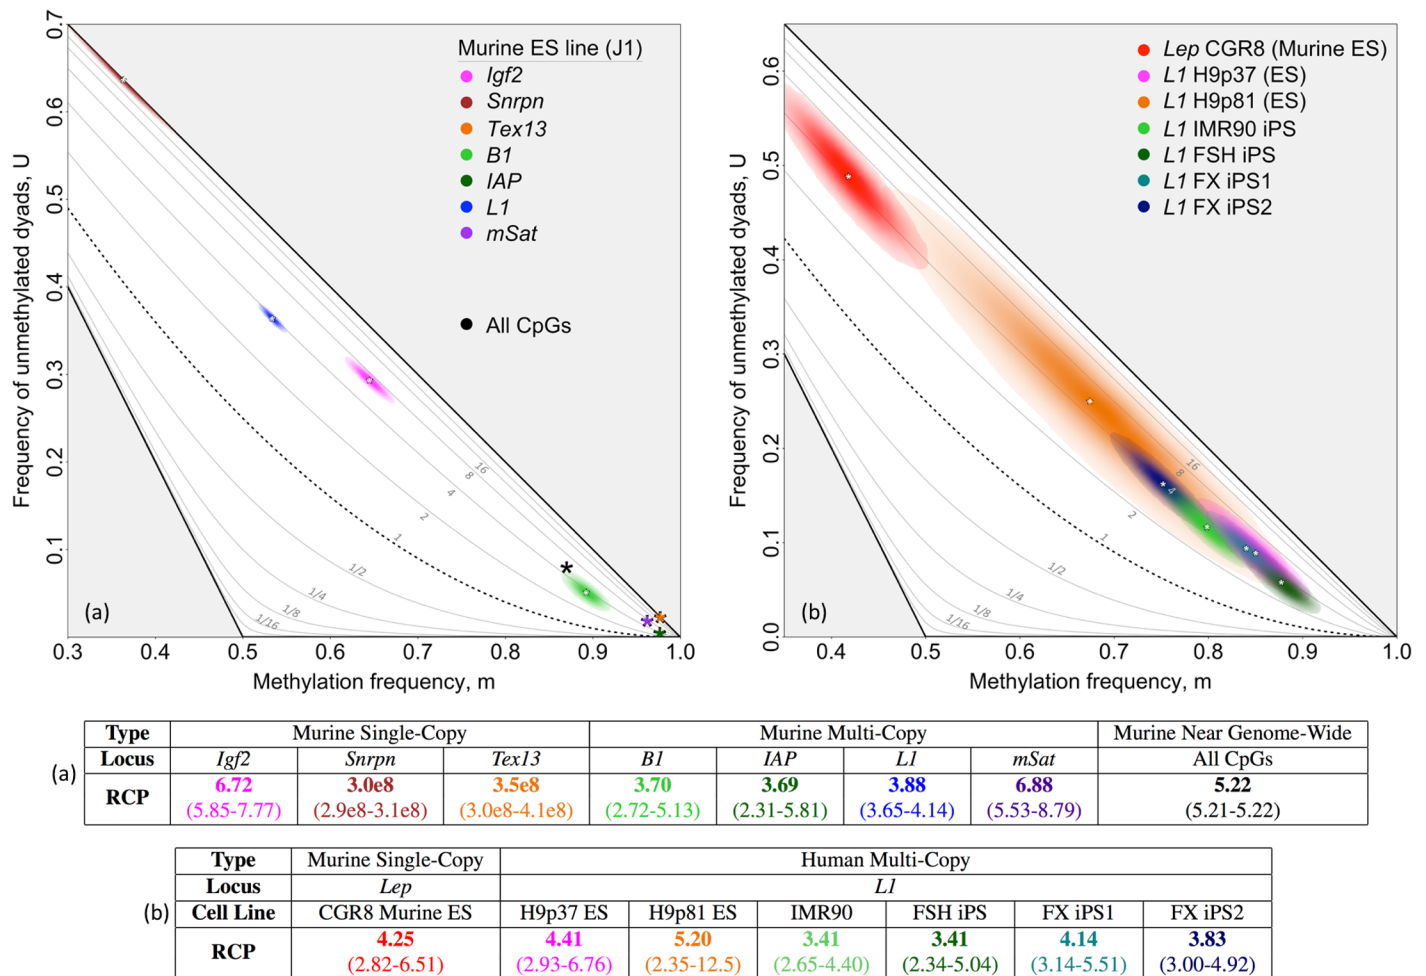 Murine ES line (J1)
Igf2
Snrpn
Tex13
B1
IAP
L1
mSat
All CpGs
0.7
0.6
0.5
0.4
0.3
0.2
0.1
Frequency of unmethylated dyads, U
16
8
4
2
1
1/2
1/4
1/8
1/16
(a)
0.3 0.4 0.5 0.6 0.7 0.8 0.9 1.0
Methylation frequency, m
Lep CGR8 (Murine ES)
L1 H9p37 (ES)
L1 H9p81 (ES)
L1 IMR90 iPS
L1 FSH iPS
L1 FX iPS1
L1 FX iPS2
0.6
0.5
0.4
0.3
0.2
0.1
0.0
Frequency of unmethylated dyads, U
16
8
4
2
1
1/2
1/4
1/8
1/16
(b)
0.4 0.5 0.6 0.7 0.8 0.9 1.0
Methylation frequency, m
(a)
Type Murine Single-Copy Murine Multi-Copy Murine Near Genome-Wide
Locus Igf2 Snrpn Tex13 B1 IAP L1 mSat All CpGs
RCP 6.72 3.0e8 3.5e8 3.70 3.69 3.88 6.88 5.22
(5.85-7.77) (2.9e8-3.1e8) (3.0e8-4.1e8) (2.72-5.13) (2.31-5.81) (3.65-4.14) (5.53-8.79) (5.21-5.22)
(b)
Type Murine Single-Copy Human Multi-Copy
Locus Lep L1
Cell Line CGR8 Murine ES H9p37 ES H9p81 ES IMR90 FSH iPS FX iPS1 FX iPS2
RCP 4.25 4.41 5.20 3.41 3.41 4.14 3.83
(2.82-6.51) (2.93-6.76) (2.35-12.5) (2.65-4.40) (2.34-5.04) (3.14-5.51) (3.00-4.92)